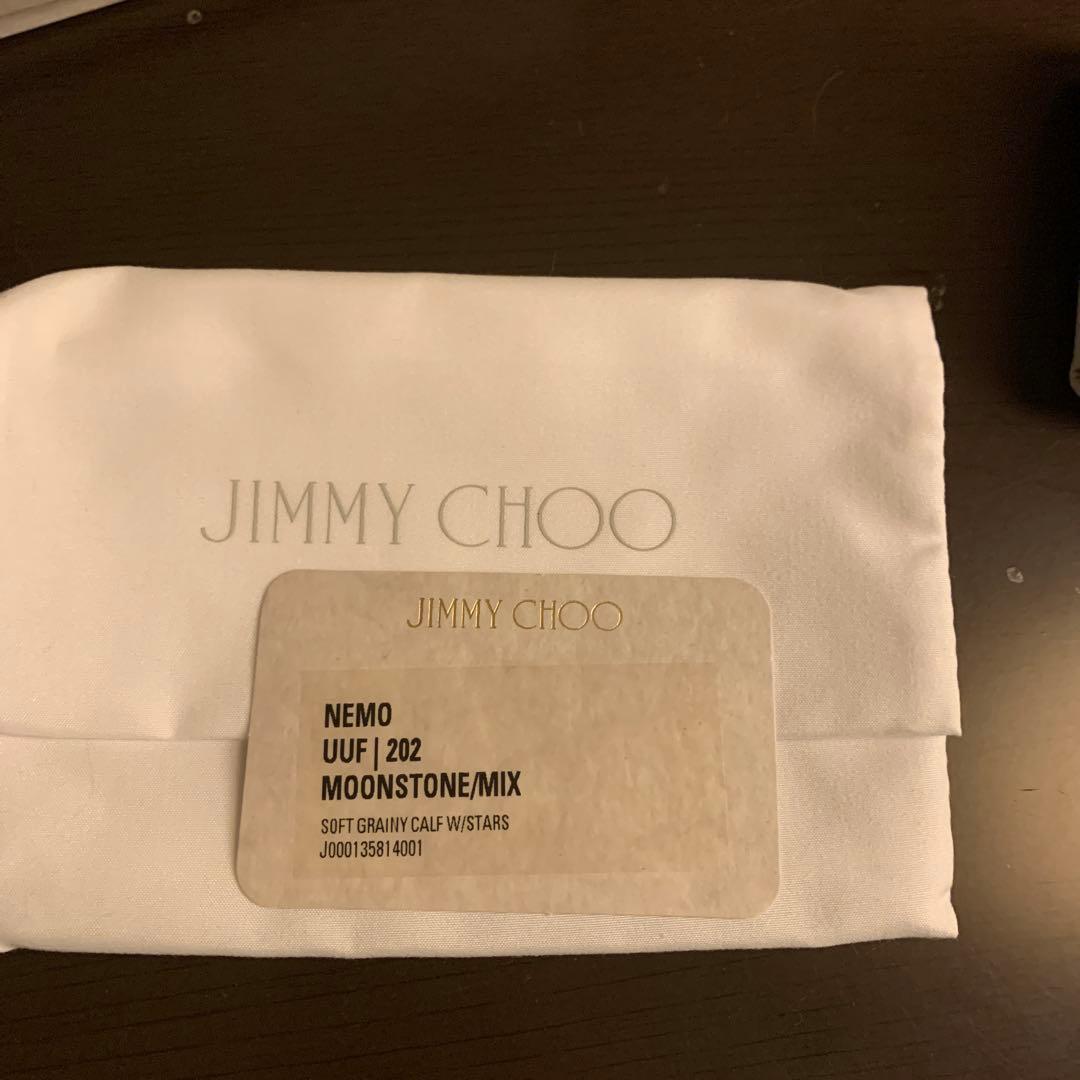 JIMMY CHOO
JIMMY CHOO
NEMO
UUF | 202
MOONSTONE/MIX
SOFT GRAINY CALF W/STARS
J000135814001